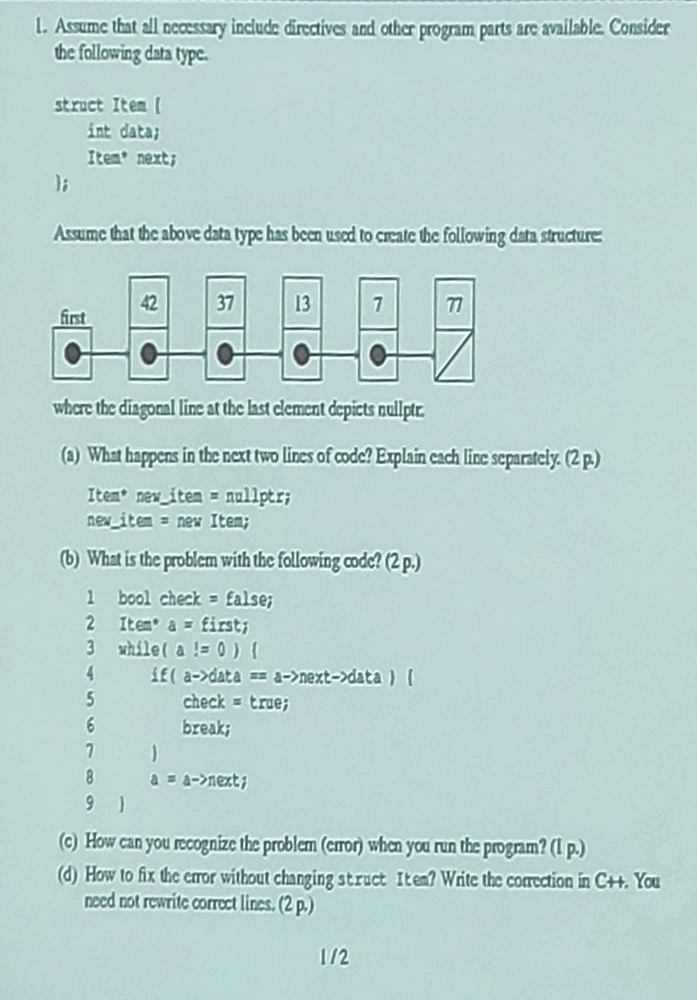 1. Assume that all necessary include directives and other program parts are available. Consider
the following data type.
struct Item {
int data;
Item* next;
};
Assume that the above data type has been used to create the following data structure:
first
42 37 13 7 77
where the diagonal line at the last element depicts nullptr.
(a) What happens in the next two lines of code? Explain each line separately. (2 p.)
Item* new_item = nullptr;
new_item = new Item;
(b) What is the problem with the following code? (2 p.)
1 bool check = false;
2 Item* a = first;
3 while( a != 0 ) {
4 if( a->data == a->next->data ) {
5 check = true;
6 break;
7 }
8 a = a->next;
9 }
(c) How can you recognize the problem (error) when you run the program? (1 p.)
(d) How to fix the error without changing struct Item? Write the correction in C++. You
need not rewrite correct lines. (2 p.)
1/2